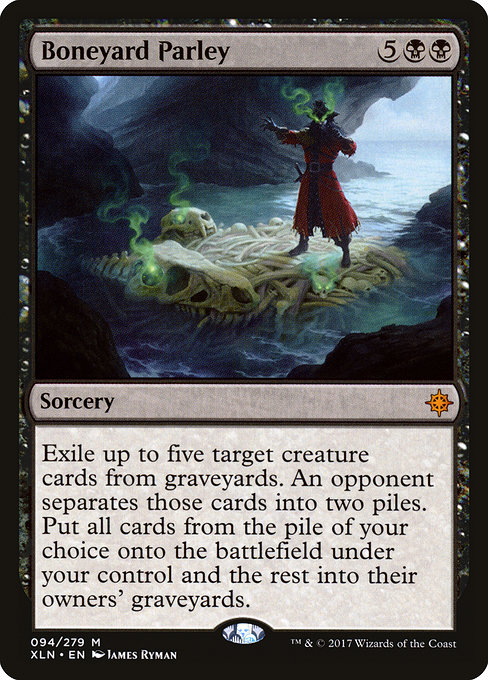 Boneyard Parley 5
Sorcery
Exile up to five target creature
cards from graveyards. An opponent
separates those cards into two piles.
Put all cards from the pile of your
choice onto the battlefield under
your control and the rest into their
owners' graveyards.
094/279 M
XLN • EN James Ryman
™ & © 2017 Wizards of the Coast